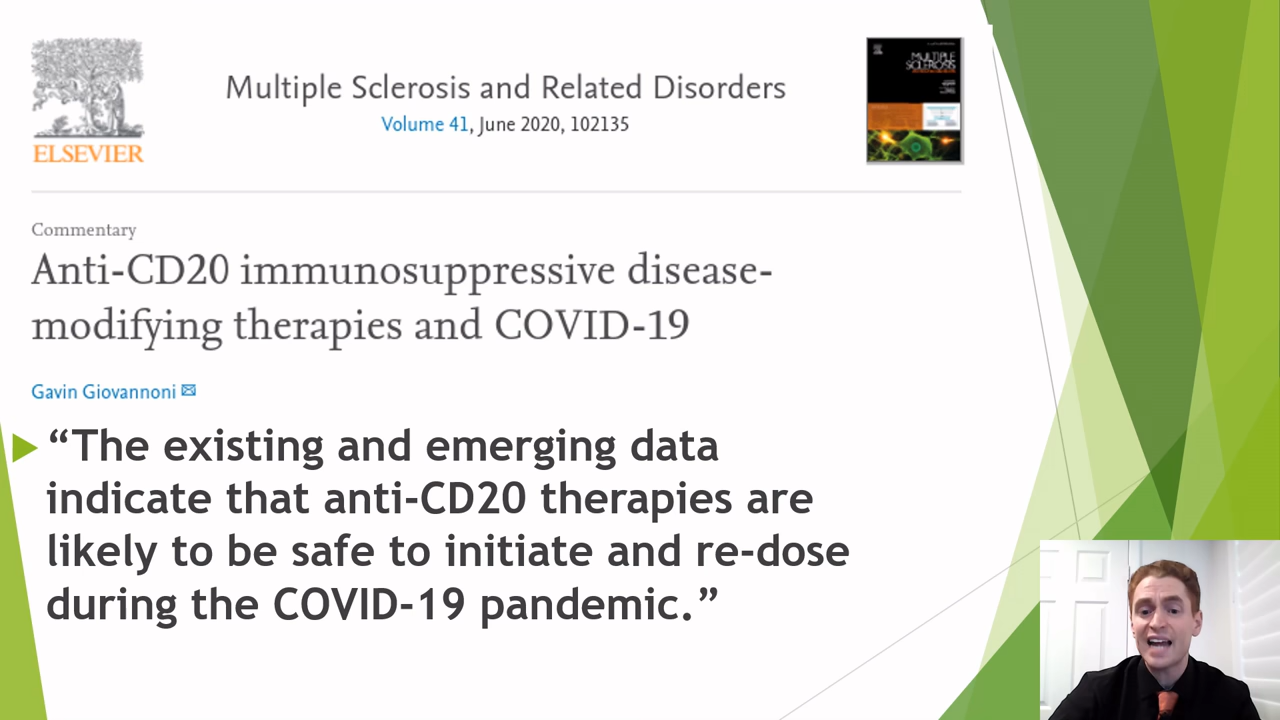 ELSEVIER
Multiple Sclerosis and Related Disorders
Volume 41, June 2020, 102135
MULTIPLE
SCLEROSIS
Commentary
Anti-CD20 immunosuppressive disease-
modifying therapies and COVID-19
Gavin Giovannoni
“The existing and emerging data
indicate that anti-CD20 therapies are
likely to be safe to initiate and re-dose
during the COVID-19 pandemic.”